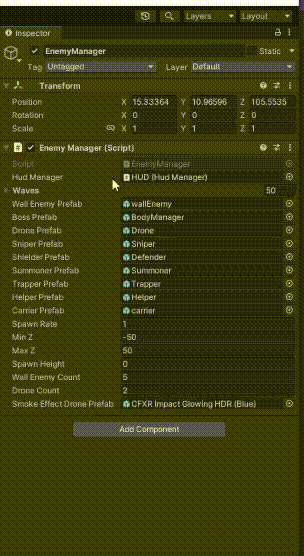 Layers Layout
Inspector
EnemyManager Static
Tag Untagged Layer Default
Transform
Position X 15.33364 Y 10.96596 Z 105.5535
Rotation X 0 Y 0 Z 0
Scale X 1 Y 1 Z 1
Enemy Manager (Script)
Script EnemyManager
Hud Manager HUD (Hud Manager)
Waves 50
Wall Enemy Prefab wallEnemy
Boss Prefab BodyManager
Drone Prefab Drone
Sniper Prefab Sniper
Shielder Prefab Defender
Summoner Prefab Summoner
Trapper Prefab Trapper
Helper Prefab Helper
Carrier Prefab carrier
Spawn Rate 1
Min Z -50
Max Z 50
Spawn Height 0
Wall Enemy Count 5
Drone Count 2
Smoke Effect Drone Prefab CFXR Impact Glowing HDR (Blue)
Add Component